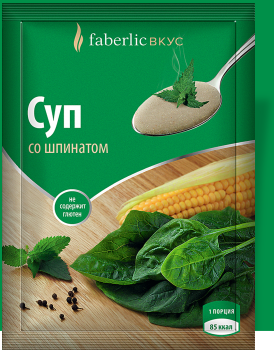 faberlic ВКУС
Суп
со шпинатом
не
содержит
глютен
1 ПОРЦИЯ
85 ккал